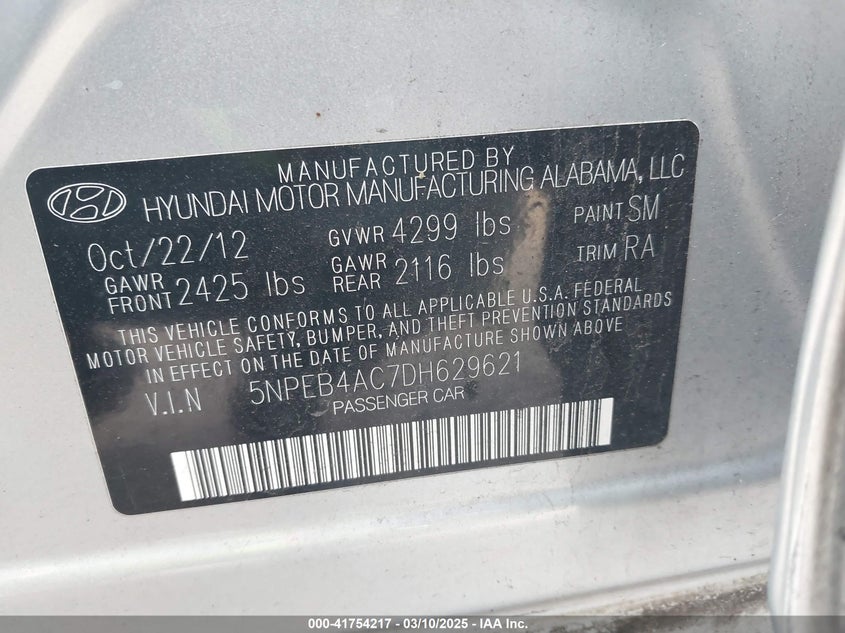 MANUFACTURED BY
HYUNDAI MOTOR MANUFACTURING ALABAMA, LLC
Oct/22/12 GVWR 4299 lbs PAINT SM
GAWR FRONT 2425 lbs GAWR REAR 2116 lbs TRIM RA
THIS VEHICLE CONFORMS TO ALL APPLICABLE U.S.A. FEDERAL
MOTOR VEHICLE SAFETY, BUMPER, AND THEFT PREVENTION STANDARDS
IN EFFECT ON THE DATE OF MANUFACTURE SHOWN ABOVE
V.I.N 5NPEB4AC7DH629621
PASSENGER CAR
000-41754217 - 03/10/2025 - IAA Inc.